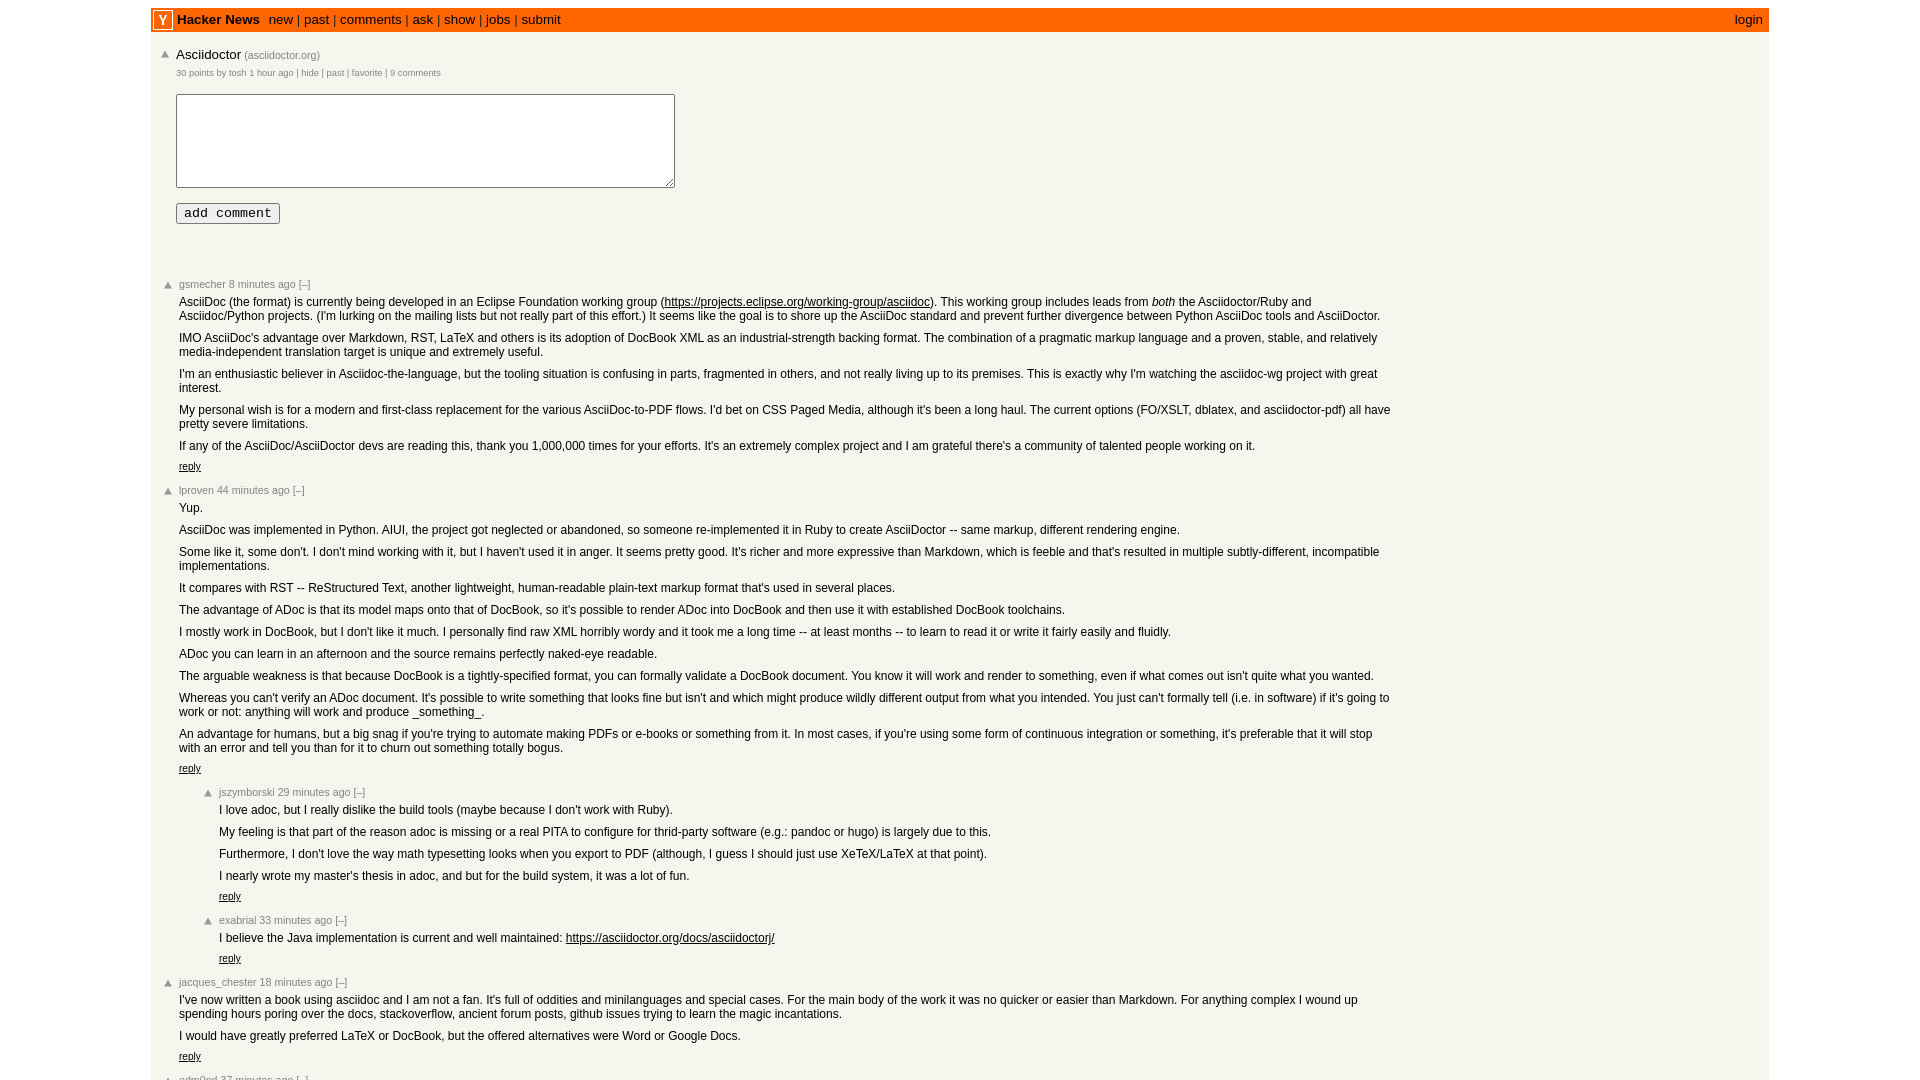 Y Hacker News new | past | comments | ask | show | jobs | submit login
Asciidoctor (asciidoctor.org)
30 points by tosh 1 hour ago | hide | past | favorite | 9 comments
add comment
gsmecher 8 minutes ago [–]
AsciiDoc (the format) is currently being developed in an Eclipse Foundation working group (https://projects.eclipse.org/working-group/asciidoc). This working group includes leads from both the Asciidoctor/Ruby and
Asciidoc/Python projects. (I'm lurking on the mailing lists but not really part of this effort.) It seems like the goal is to shore up the AsciiDoc standard and prevent further divergence between Python AsciiDoc tools and AsciiDoctor.
IMO AsciiDoc's advantage over Markdown, RST, LaTeX and others is its adoption of DocBook XML as an industrial-strength backing format. The combination of a pragmatic markup language and a proven, stable, and relatively
media-independent translation target is unique and extremely useful.
I'm an enthusiastic believer in Asciidoc-the-language, but the tooling situation is confusing in parts, fragmented in others, and not really living up to its premises. This is exactly why I'm watching the asciidoc-wg project with great
interest.
My personal wish is for a modern and first-class replacement for the various AsciiDoc-to-PDF flows. I'd bet on CSS Paged Media, although it's been a long haul. The current options (FO/XSLT, dblatex, and asciidoctor-pdf) all have
pretty severe limitations.
If any of the AsciiDoc/AsciiDoctor devs are reading this, thank you 1,000,000 times for your efforts. It's an extremely complex project and I am grateful there's a community of talented people working on it.
reply
lproven 44 minutes ago [–]
Yup.
AsciiDoc was implemented in Python. AIUI, the project got neglected or abandoned, so someone re-implemented it in Ruby to create AsciiDoctor -- same markup, different rendering engine.
Some like it, some don't. I don't mind working with it, but I haven't used it in anger. It seems pretty good. It's richer and more expressive than Markdown, which is feeble and that's resulted in multiple subtly-different, incompatible
implementations.
It compares with RST -- ReStructured Text, another lightweight, human-readable plain-text markup format that's used in several places.
The advantage of ADoc is that its model maps onto that of DocBook, so it's possible to render ADoc into DocBook and then use it with established DocBook toolchains.
I mostly work in DocBook, but I don't like it much. I personally find raw XML horribly wordy and it took me a long time -- at least months -- to learn to read it or write it fairly easily and fluidly.
ADoc you can learn in an afternoon and the source remains perfectly naked-eye readable.
The arguable weakness is that because DocBook is a tightly-specified format, you can formally validate a DocBook document. You know it will work and render to something, even if what comes out isn't quite what you wanted.
Whereas you can't verify an ADoc document. It's possible to write something that looks fine but isn't and which might produce wildly different output from what you intended. You just can't formally tell (i.e. in software) if it's going to
work or not: anything will work and produce _something_.
An advantage for humans, but a big snag if you're trying to automate making PDFs or e-books or something from it. In most cases, if you're using some form of continuous integration or something, it's preferable that it will stop
with an error and tell you than for it to churn out something totally bogus.
reply
jszymborski 29 minutes ago [–]
I love adoc, but I really dislike the build tools (maybe because I don't work with Ruby).
My feeling is that part of the reason adoc is missing or a real PITA to configure for thrid-party software (e.g.: pandoc or hugo) is largely due to this.
Furthermore, I don't love the way math typesetting looks when you export to PDF (although, I guess I should just use XeTeX/LaTeX at that point).
I nearly wrote my master's thesis in adoc, and but for the build system, it was a lot of fun.
reply
exabrial 33 minutes ago [–]
I believe the Java implementation is current and well maintained: https://asciidoctor.org/docs/asciidoctorj/
reply
jacques_chester 18 minutes ago [–]
I've now written a book using asciidoc and I am not a fan. It's full of oddities and minilanguages and special cases. For the main body of the work it was no quicker or easier than Markdown. For anything complex I wound up
spending hours poring over the docs, stackoverflow, ancient forum posts, github issues trying to learn the magic incantations.
I would have greatly preferred LaTeX or DocBook, but the offered alternatives were Word or Google Docs.
reply
37 minutes ago [–]